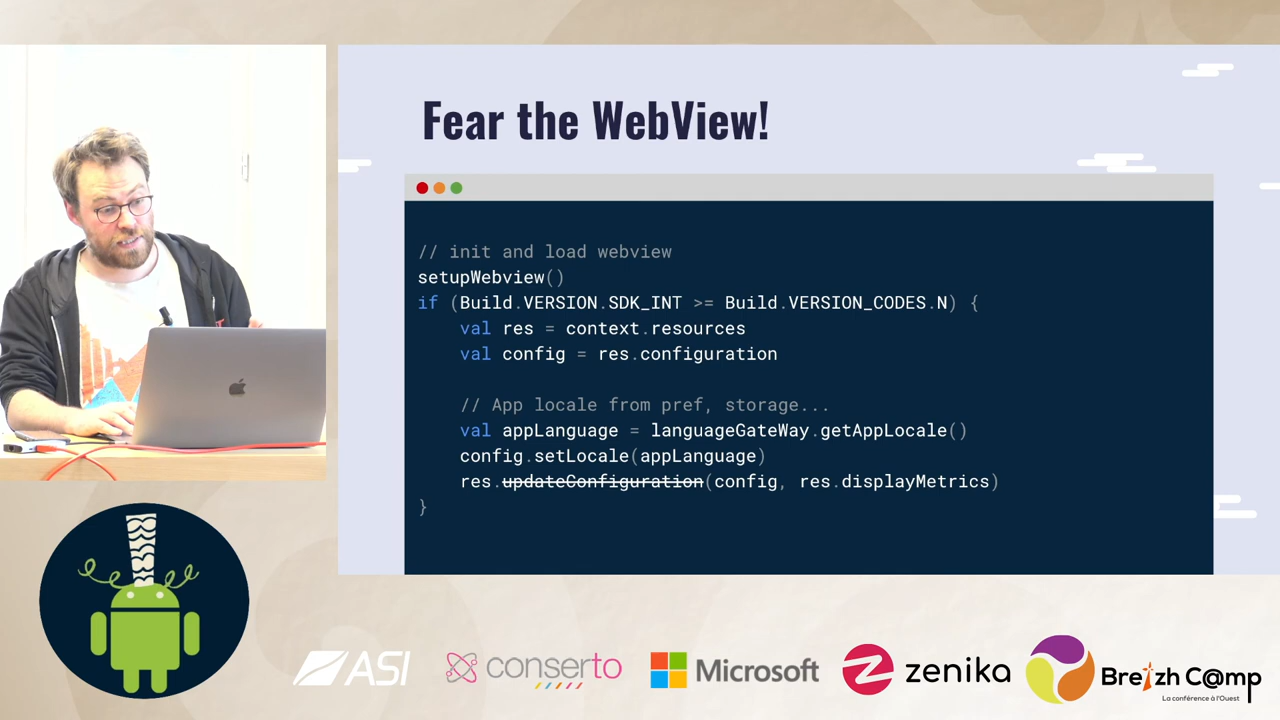 Fear the WebView!
// init and load webview
setupWebview()
if (Build.VERSION.SDK_INT >= Build.VERSION_CODES.N) {
    val res = context.resources
    val config = res.configuration
    // App locale from pref, storage...
    val appLanguage = languageGateWay.getAppLocale()
    config.setLocale(appLanguage)
    res.updateConfiguration(config, res.displayMetrics)
}
ASI
conserto
Microsoft
zenika
Breizh C@mp
La conférence à l'Ouest